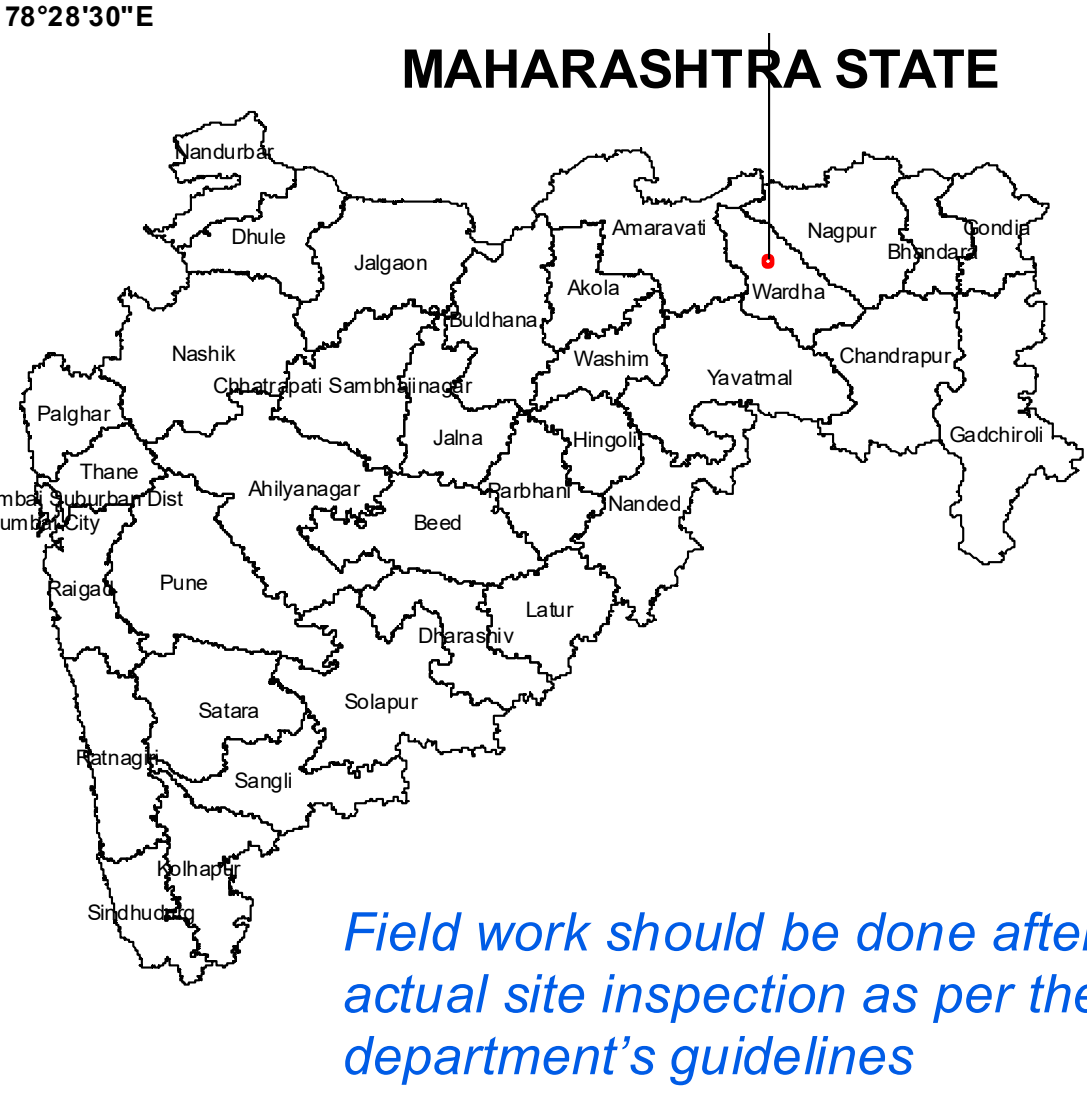 78°28'30"E
MAHARASHTRA STATE
Nandurbar
Dhule
Jalgaon
Amaravati
Nagpur
Gondia
Bhandara
Akola
Wardha
Buldhana
Nashik
Washim
Chandrapur
Chhatrapati Sambhajinagar
Yavatmal
Palghar
Jalna
Hingoli
Gadchiroli
Thane
Ahilyanagar
Parbhani
Nanded
Suburban Dist
City
Beed
Raigad
Pune
Latur
Dharashiv
Satara
Solapur
Ratnagiri
Sangli
Kolhapur
Sindhudurg
Field work should be done after
actual site inspection as per the
department’s guidelines